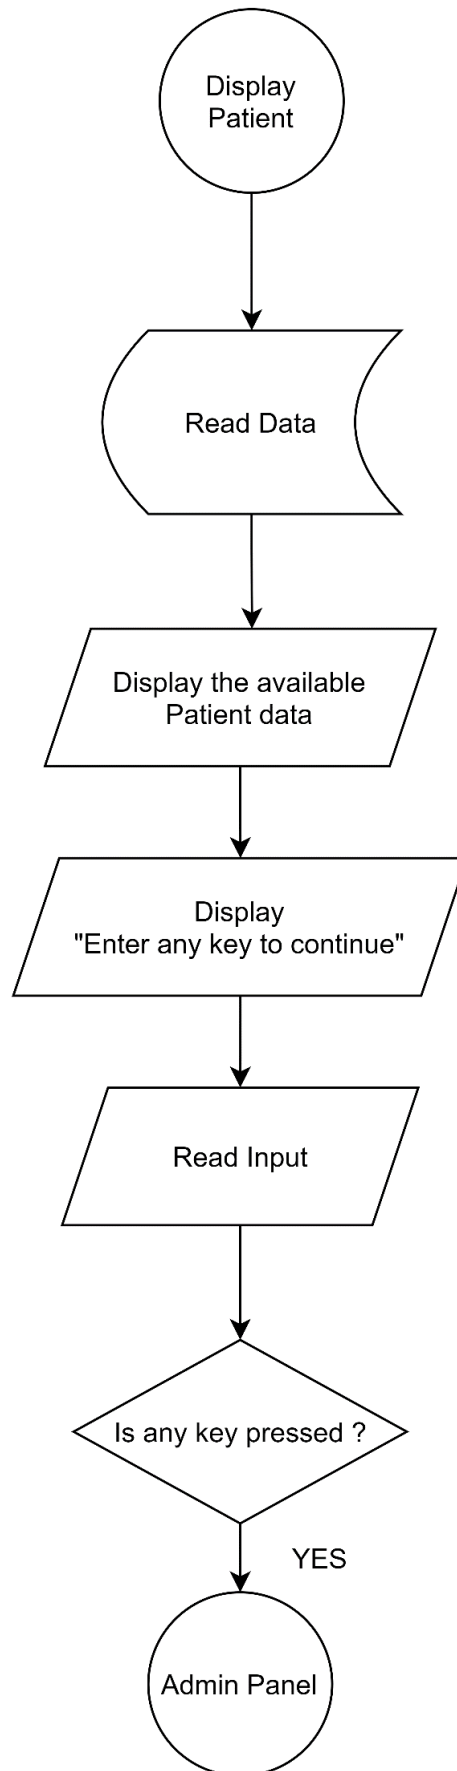 Display
Patient
Read Data
Display the available
Patient data
Display
"Enter any key to continue"
Read Input
Is any key pressed ?
YES
Admin Panel